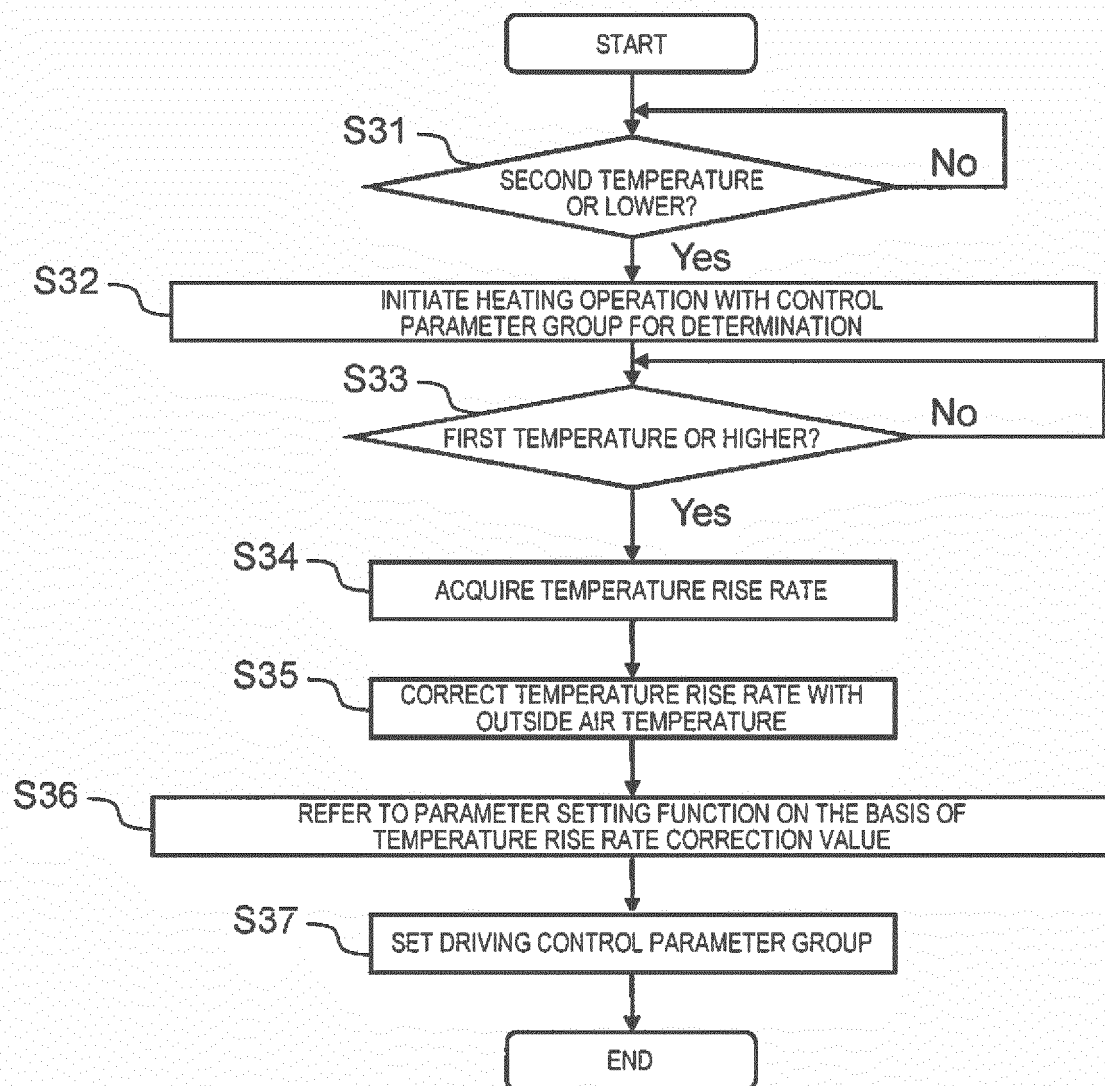 START
S31
SECOND TEMPERATURE
OR LOWER?
No
Yes
S32
INITIATE HEATING OPERATION WITH CONTROL
PARAMETER GROUP FOR DETERMINATION
S33
FIRST TEMPERATURE OR HIGHER?
No
Yes
S34
ACQUIRE TEMPERATURE RISE RATE
S35
CORRECT TEMPERATURE RISE RATE WITH
OUTSIDE AIR TEMPERATURE
S36
REFER TO PARAMETER SETTING FUNCTION ON THE BASIS OF
TEMPERATURE RISE RATE CORRECTION VALUE
S37
SET DRIVING CONTROL PARAMETER GROUP
END